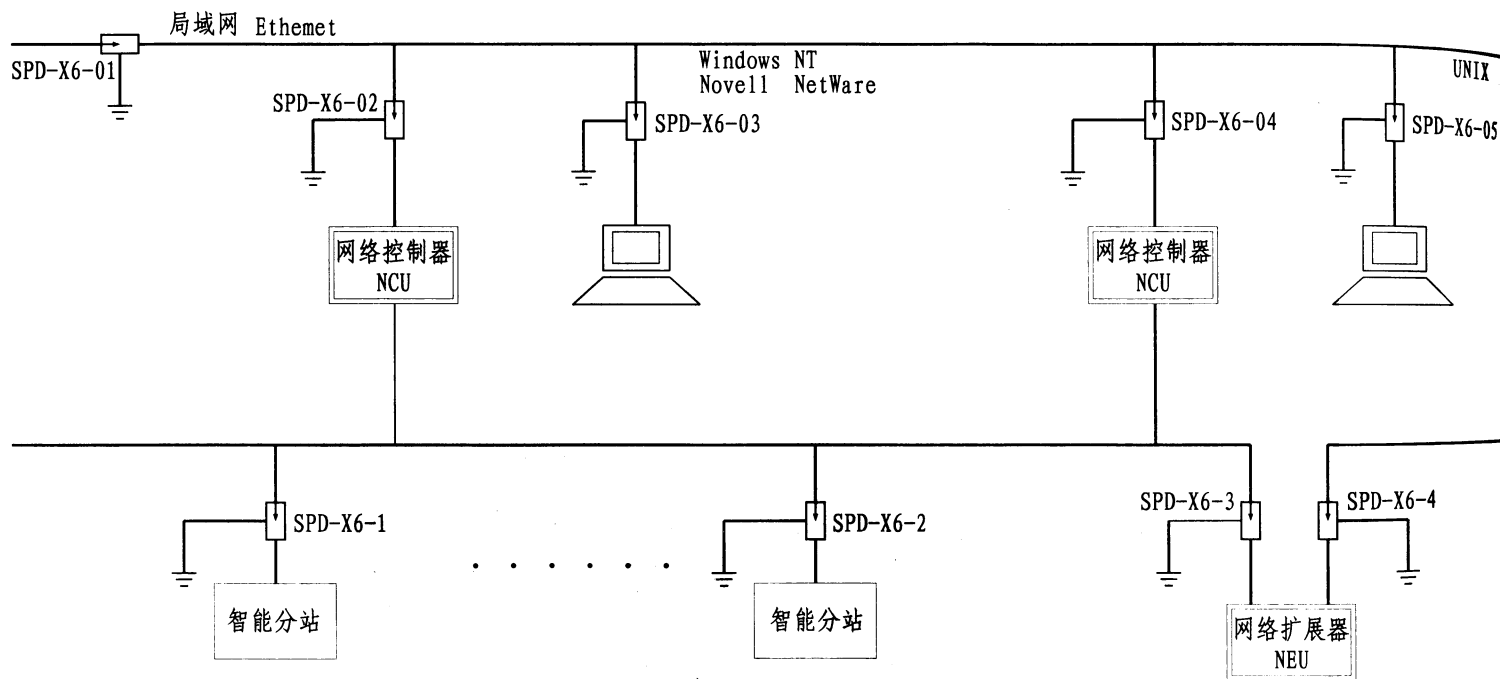 局域网 Ethemet
SPD-X6-01
Windows NT
Novell NetWare
UNIX
SPD-X6-02
SPD-X6-03
SPD-X6-04
SPD-X6-05
网络控制器
NCU
网络控制器
NCU
SPD-X6-1
SPD-X6-2
SPD-X6-3
SPD-X6-4
智能分站
智能分站
网络扩展器
NEU